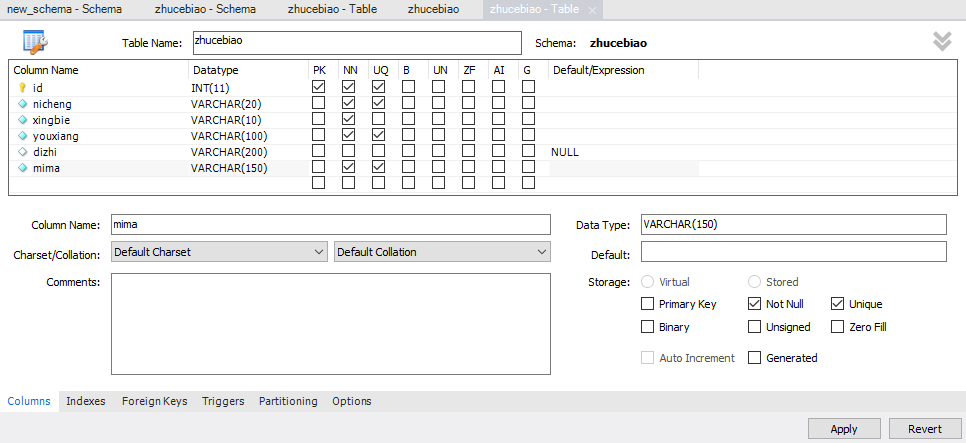 new_schema - Schema zhucebiao - Schema zhucebiao - Table zhucebiao zhucebiao - Table
Table Name: zhucebiao Schema: zhucebiao
Column Name Datatype PK NN UQ B UN ZF AI G Default/Expression
id INT(11)
nicheng VARCHAR(20)
xingbie VARCHAR(10)
youxiang VARCHAR(100)
dizhi VARCHAR(200) NULL
mima VARCHAR(150)
Column Name: mima Data Type: VARCHAR(150)
Charset/Collation: Default Charset Default Collation Default:
Comments: Storage: Virtual Stored
Primary Key Not Null Unique
Binary Unsigned Zero Fill
Auto Increment Generated
Columns Indexes Foreign Keys Triggers Partitioning Options
Apply Revert